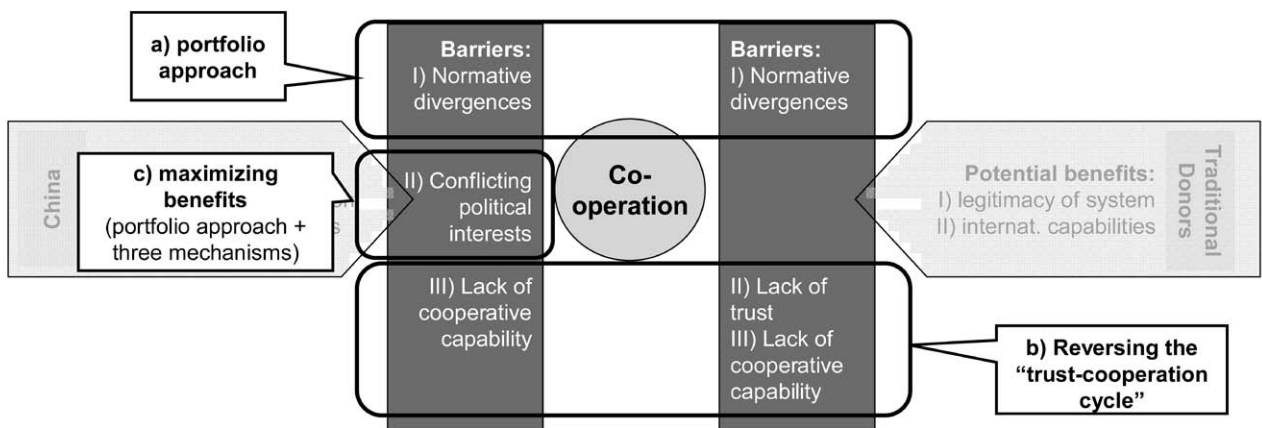 a) portfolio
approach
Barriers:
I) Normative
divergences
Barriers:
I) Normative
divergences
China
c) maximizing
benefits
(portfolio approach +
three mechanisms)
II) Conflicting
political
interests
Co-
operation
Potential benefits:
I) legitimacy of system
II) internat. capabilities
Traditional
Donors
III) Lack of
cooperative
capability
II) Lack of
trust
III) Lack of
cooperative
capability
b) Reversing the
“trust-cooperation
cycle”